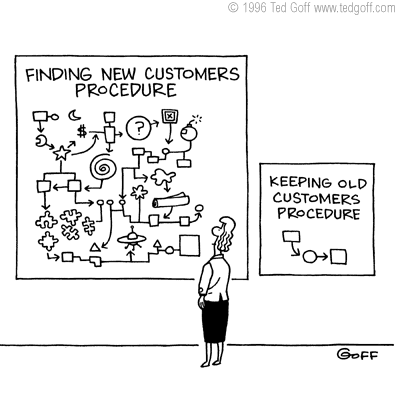 © 1996 Ted Goff www.tedgoff.com
FINDING NEW CUSTOMERS
PROCEDURE
$
?
KEEPING OLD
CUSTOMERS
PROCEDURE
GOFF